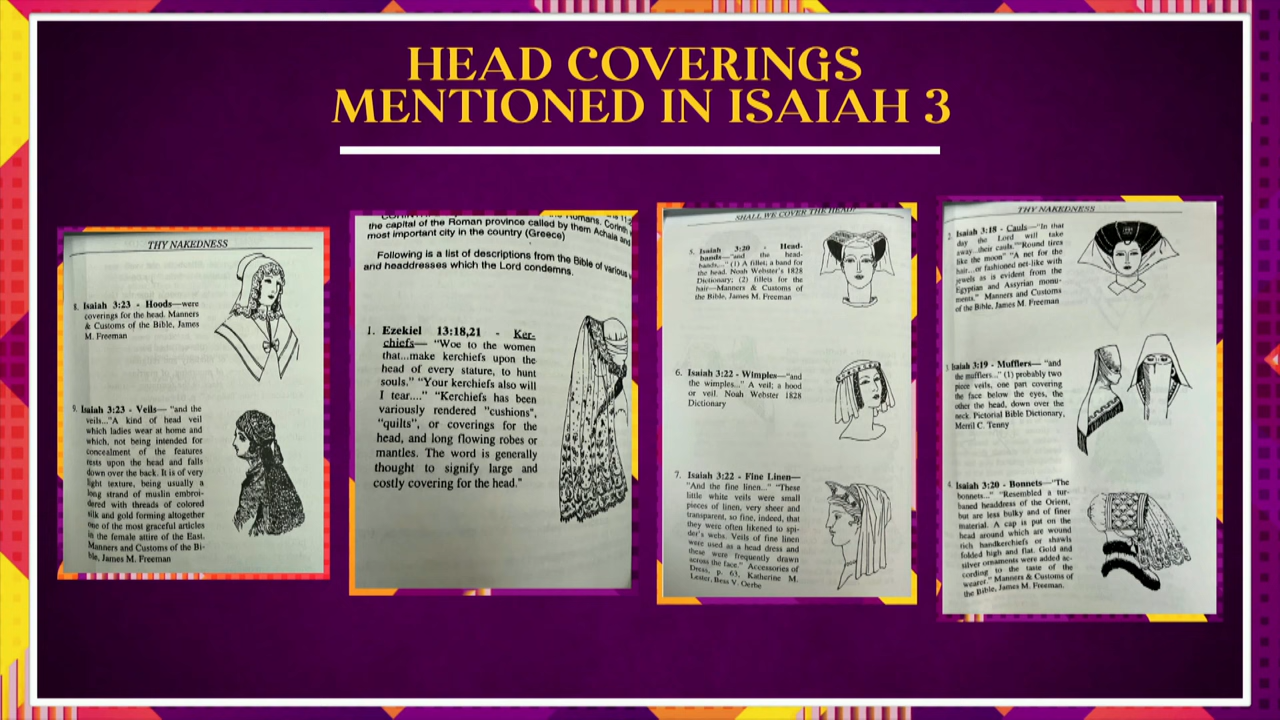 HEAD COVERINGS
MENTIONED IN ISAIAH 3
THY NAKEDNESS
8. Isaiah 3:23 - Hoods—were
coverings for the head. Manners
& Customs of the Bible, James
M. Freeman
9. Isaiah 3:23 - Veils— "and the
veils..."A kind of head veil
which ladies wear at home and
which, not being intended for
concealment of the features
rests upon the head and falls
down over the back. It is of very
light texture, being usually a
long strand of muslin embroi-
dered with threads of colored
silk and gold forming altogether
one of the most graceful articles
in the female attire of the East.
Manners and Customs of the Bi-
ble, James M. Freeman
the capital of the Roman province called by them Achaia and
most important city in the country (Greece)
Following is a list of descriptions from the Bible of various
and headdresses which the Lord condemns.
1. Ezekiel 13:18,21 - Ker-
chiefs— "Woe to the women
that...make kerchiefs upon the
head of every stature, to hunt
souls." "Your kerchiefs also will
I tear...." "Kerchiefs has been
variously rendered "cushions",
"quilts", or coverings for the
head, and long flowing robes or
mantles. The word is generally
thought to signify large and
costly covering for the head."
SHALL WE COVER THE HEAD
5. Isaiah 3:20 - Head-
bands—"and the head-
bands..." (1) A fillet; a band for
the head. Noah Webster's 1828
Dictionary; (2) fillets for the
hair—Manners & Customs of
the Bible, James M. Freeman
6. Isaiah 3:22 - Wimples—"and
the wimples..." A veil; a hood
or veil. Noah Webster 1828
Dictionary
7. Isaiah 3:22 - Fine Linen—
"And the fine linen..." "These
little white veils were small
pieces of linen, very sheer and
transparent, so fine, indeed, that
they were often likened to spi-
der's webs. Veils of fine linen
were used as a head dress and
these were frequently drawn
across the face." Accessories of
Dress, p. 63, Katherine M.
Lester, Bess V. Oerke
THY NAKEDNESS
2. Isaiah 3:18 - Cauls—"In that
day the Lord will take
away...their cauls." "Round tires
like the moon" "A net for the
hair...or fashioned net-like with
jewels as is evident from the
Egyptian and Assyrian monu-
ments." Manners and Customs
of the Bible, James M. Freeman
Isaiah 3:19 - Mufflers— "and
the mufflers..." (1) probably two
piece veils, one part covering
the face below the eyes, the
other the head, down over the
neck. Pictorial Bible Dictionary,
Merril C. Tenny
4. Isaiah 3:20 - Bonnets—"The
bonnets..." "Resembled a tur-
baned headdress of the Orient,
but are less bulky and of finer
material. A cap is put on the
head around which are wound
rich handkerchiefs or shawls
folded high and flat. Gold and
silver ornaments were added ac-
cording to the taste of the
wearer." Manners & Customs of
the Bible, James M. Freeman.